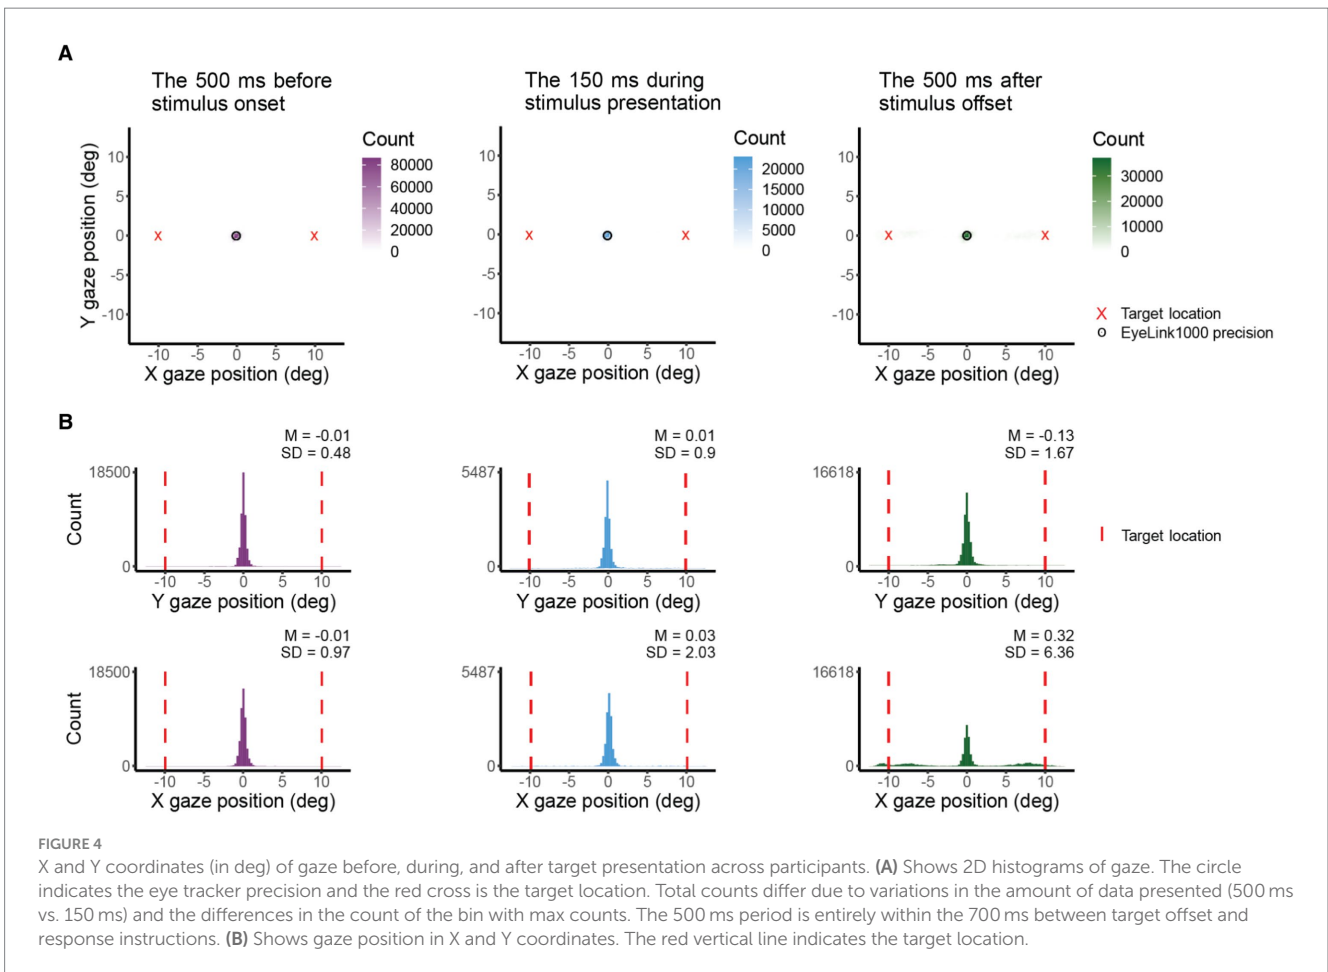 A
The 500 ms before
stimulus onset
The 150 ms during
stimulus presentation
The 500 ms after
stimulus offset
Y gaze position (deg)
10
5
0
-5
-10
-10 -5 0 5 10
X gaze position (deg)
X
X
Count
80000
60000
40000
20000
0
10
5
0
-5
-10
-10 -5 0 5 10
X gaze position (deg)
X
X
Count
20000
15000
10000
5000
0
10
5
0
-5
-10
-10 -5 0 5 10
X gaze position (deg)
X
X
Count
30000
20000
10000
0
X Target location
o EyeLink1000 precision
B
M = -0.01
SD = 0.48
18500
Count
0
-10 -5 0 5 10
Y gaze position (deg)
M = 0.01
SD = 0.9
5487
0
-10 -5 0 5 10
Y gaze position (deg)
M = -0.13
SD = 1.67
16618
0
-10 -5 0 5 10
Y gaze position (deg)
Target location
M = -0.01
SD = 0.97
18500
Count
0
-10 -5 0 5 10
X gaze position (deg)
M = 0.03
SD = 2.03
5487
0
-10 -5 0 5 10
X gaze position (deg)
M = 0.32
SD = 6.36
16618
0
-10 -5 0 5 10
X gaze position (deg)
FIGURE 4
X and Y coordinates (in deg) of gaze before, during, and after target presentation across participants. (A) Shows 2D histograms of gaze. The circle
indicates the eye tracker precision and the red cross is the target location. Total counts differ due to variations in the amount of data presented (500 ms
vs. 150 ms) and the differences in the count of the bin with max counts. The 500 ms period is entirely within the 700 ms between target offset and
response instructions. (B) Shows gaze position in X and Y coordinates. The red vertical line indicates the target location.